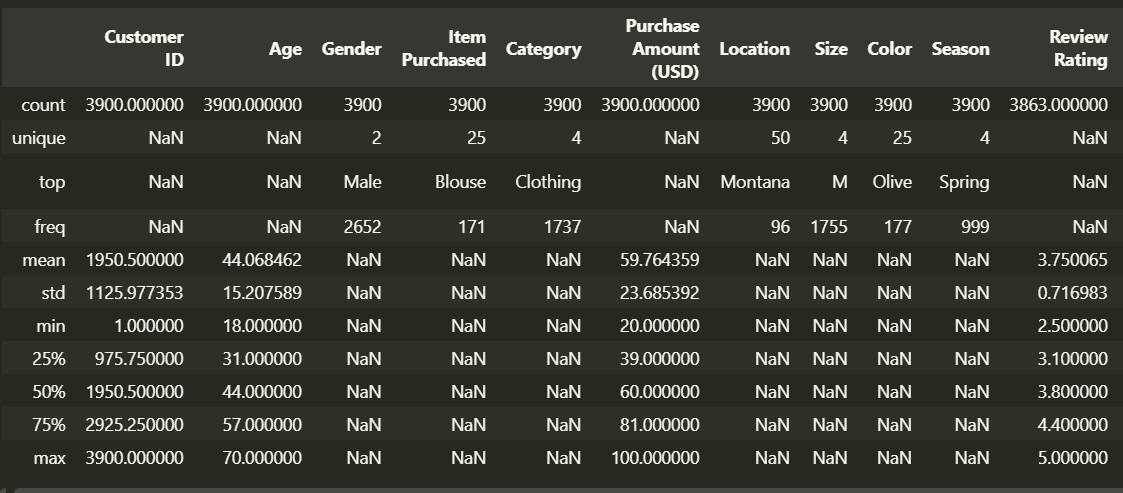 Customer ID Age Gender Item Purchased Category Purchase Amount (USD) Location Size Color Season Review Rating
count 3900.000000 3900.000000 3900 3900 3900 3900.000000 3900 3900 3900 3900 3863.000000
unique NaN NaN 2 25 4 NaN 50 4 25 4 NaN
top NaN NaN Male Blouse Clothing NaN Montana M Olive Spring NaN
freq NaN NaN 2652 171 1737 NaN 96 1755 177 999 NaN
mean 1950.500000 44.068462 NaN NaN NaN 59.764359 NaN NaN NaN NaN 3.750065
std 1125.977353 15.207589 NaN NaN NaN 23.685392 NaN NaN NaN NaN 0.716983
min 1.000000 18.000000 NaN NaN NaN 20.000000 NaN NaN NaN NaN 2.500000
25% 975.750000 31.000000 NaN NaN NaN 39.000000 NaN NaN NaN NaN 3.100000
50% 1950.500000 44.000000 NaN NaN NaN 60.000000 NaN NaN NaN NaN 3.800000
75% 2925.250000 57.000000 NaN NaN NaN 81.000000 NaN NaN NaN NaN 4.400000
max 3900.000000 70.000000 NaN NaN NaN 100.000000 NaN NaN NaN NaN 5.000000